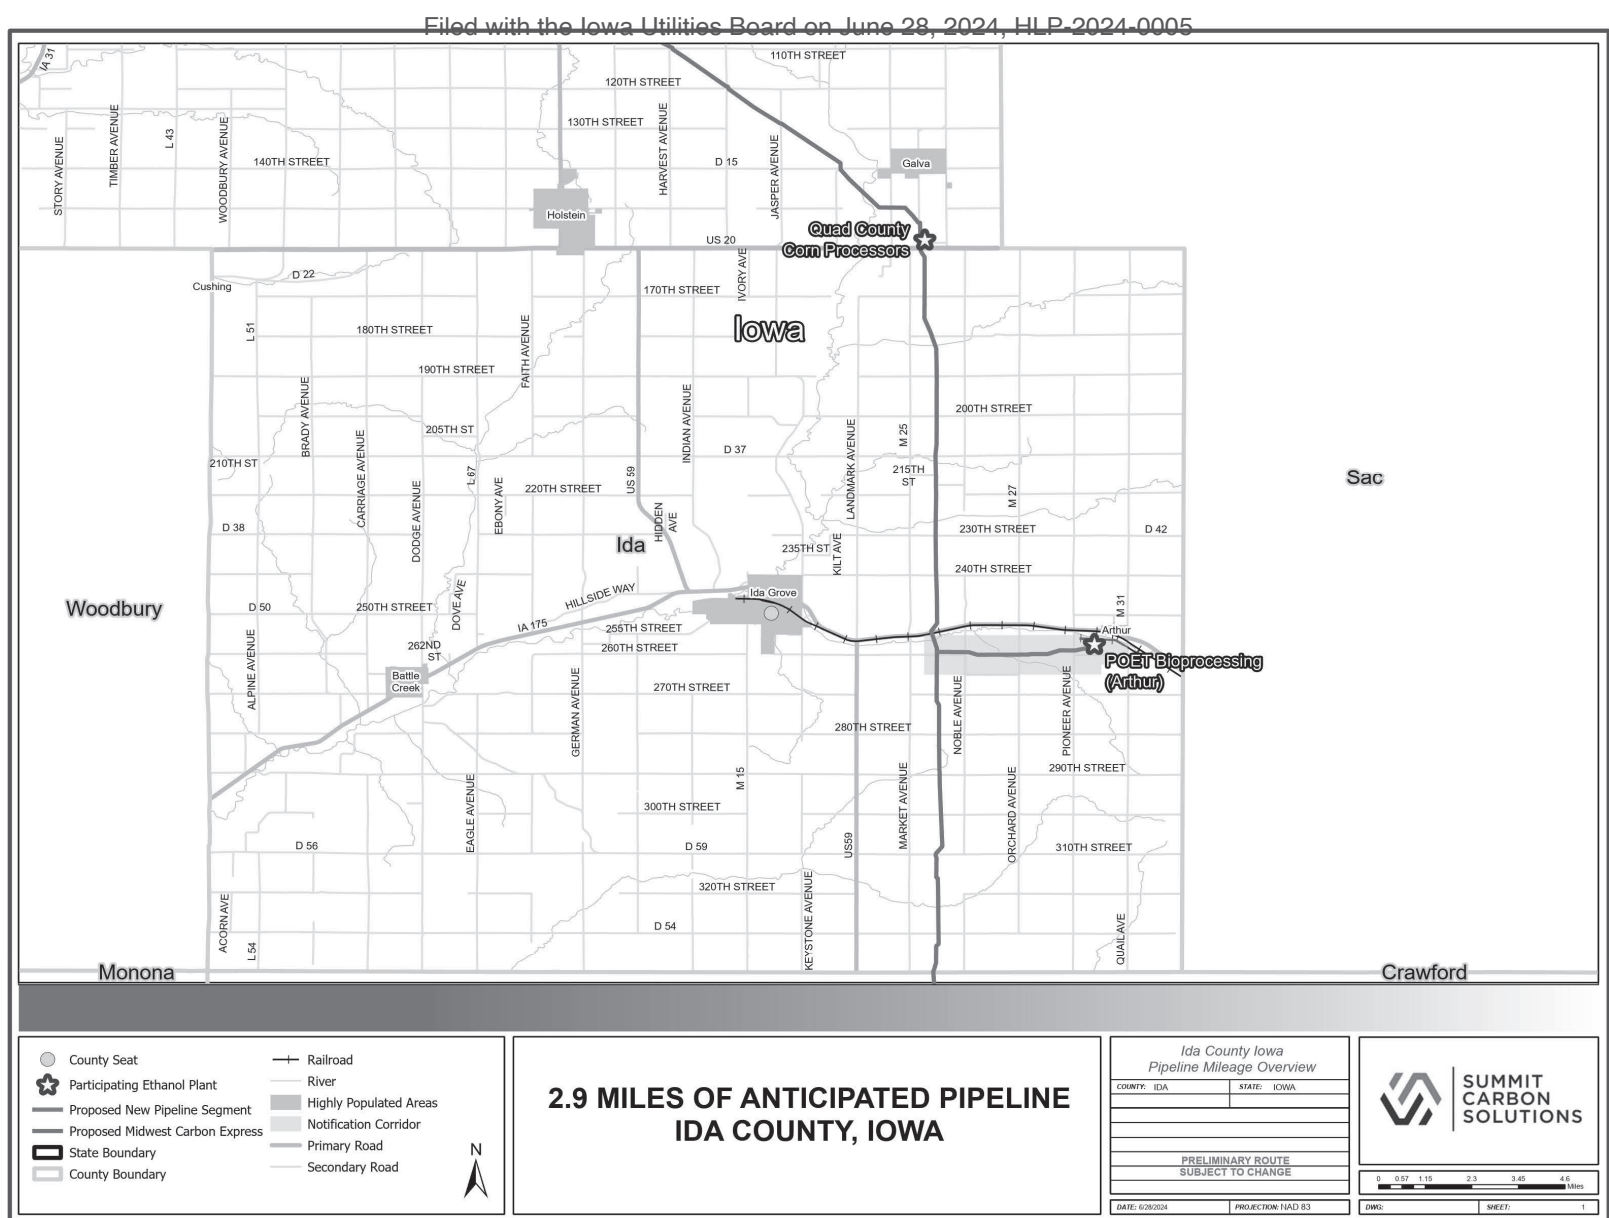 Filed with the Iowa Utilities Board on June 28, 2024, HLP-2024-0005
IA 31
110TH STREET
120TH STREET
130TH STREET
STORY AVENUE
TIMBER AVENUE
L 43
WOODBURY AVENUE
140TH STREET
HARVEST AVENUE
D 15
JASPER AVENUE
Galva
Holstein
US 20
Quad County
Corn Processors
D 22
Cushing
170TH STREET
IVORY AVE
Iowa
L 51
180TH STREET
FAITH AVENUE
190TH STREET
BRADY AVENUE
INDIAN AVENUE
200TH STREET
205TH ST
CARRIAGE AVENUE
D 37
LANDMARK AVENUE
M 25
210TH ST
L 67
US 59
215TH
ST
Sac
DODGE AVENUE
EBONY AVE
220TH STREET
M 27
D 38
HIDDEN
AVE
230TH STREET
D 42
Ida
235TH ST
KILT AVE
240TH STREET
Woodbury
D 50
250TH STREET
DOVE AVE
HILLSIDE WAY
Ida Grove
M 31
IA 175
255TH STREET
Arthur
262ND
ST
260TH STREET
ALPINE AVENUE
Battle
Creek
POET Bioprocessing
(Arthur)
270TH STREET
GERMAN AVENUE
280TH STREET
NOBLE AVENUE
PIONEER AVENUE
M 15
290TH STREET
EAGLE AVENUE
300TH STREET
MARKET AVENUE
ORCHARD AVENUE
D 56
D 59
US59
310TH STREET
320TH STREET
ACORN AVE
L 54
D 54
KEYSTONE AVENUE
QUAIL AVE
Monona
Crawford
County Seat
Participating Ethanol Plant
Proposed New Pipeline Segment
Proposed Midwest Carbon Express
State Boundary
County Boundary
Railroad
River
Highly Populated Areas
Notification Corridor
Primary Road
Secondary Road
N
2.9 MILES OF ANTICIPATED PIPELINE
IDA COUNTY, IOWA
Ida County Iowa
Pipeline Mileage Overview
COUNTY: IDA STATE: IOWA
PRELIMINARY ROUTE
SUBJECT TO CHANGE
DATE: 6/28/2024 PROJECTION: NAD 83
SUMMIT
CARBON
SOLUTIONS
0 0.57 1.15 2.3 3.45 4.6
Miles
DWG: SHEET: 1